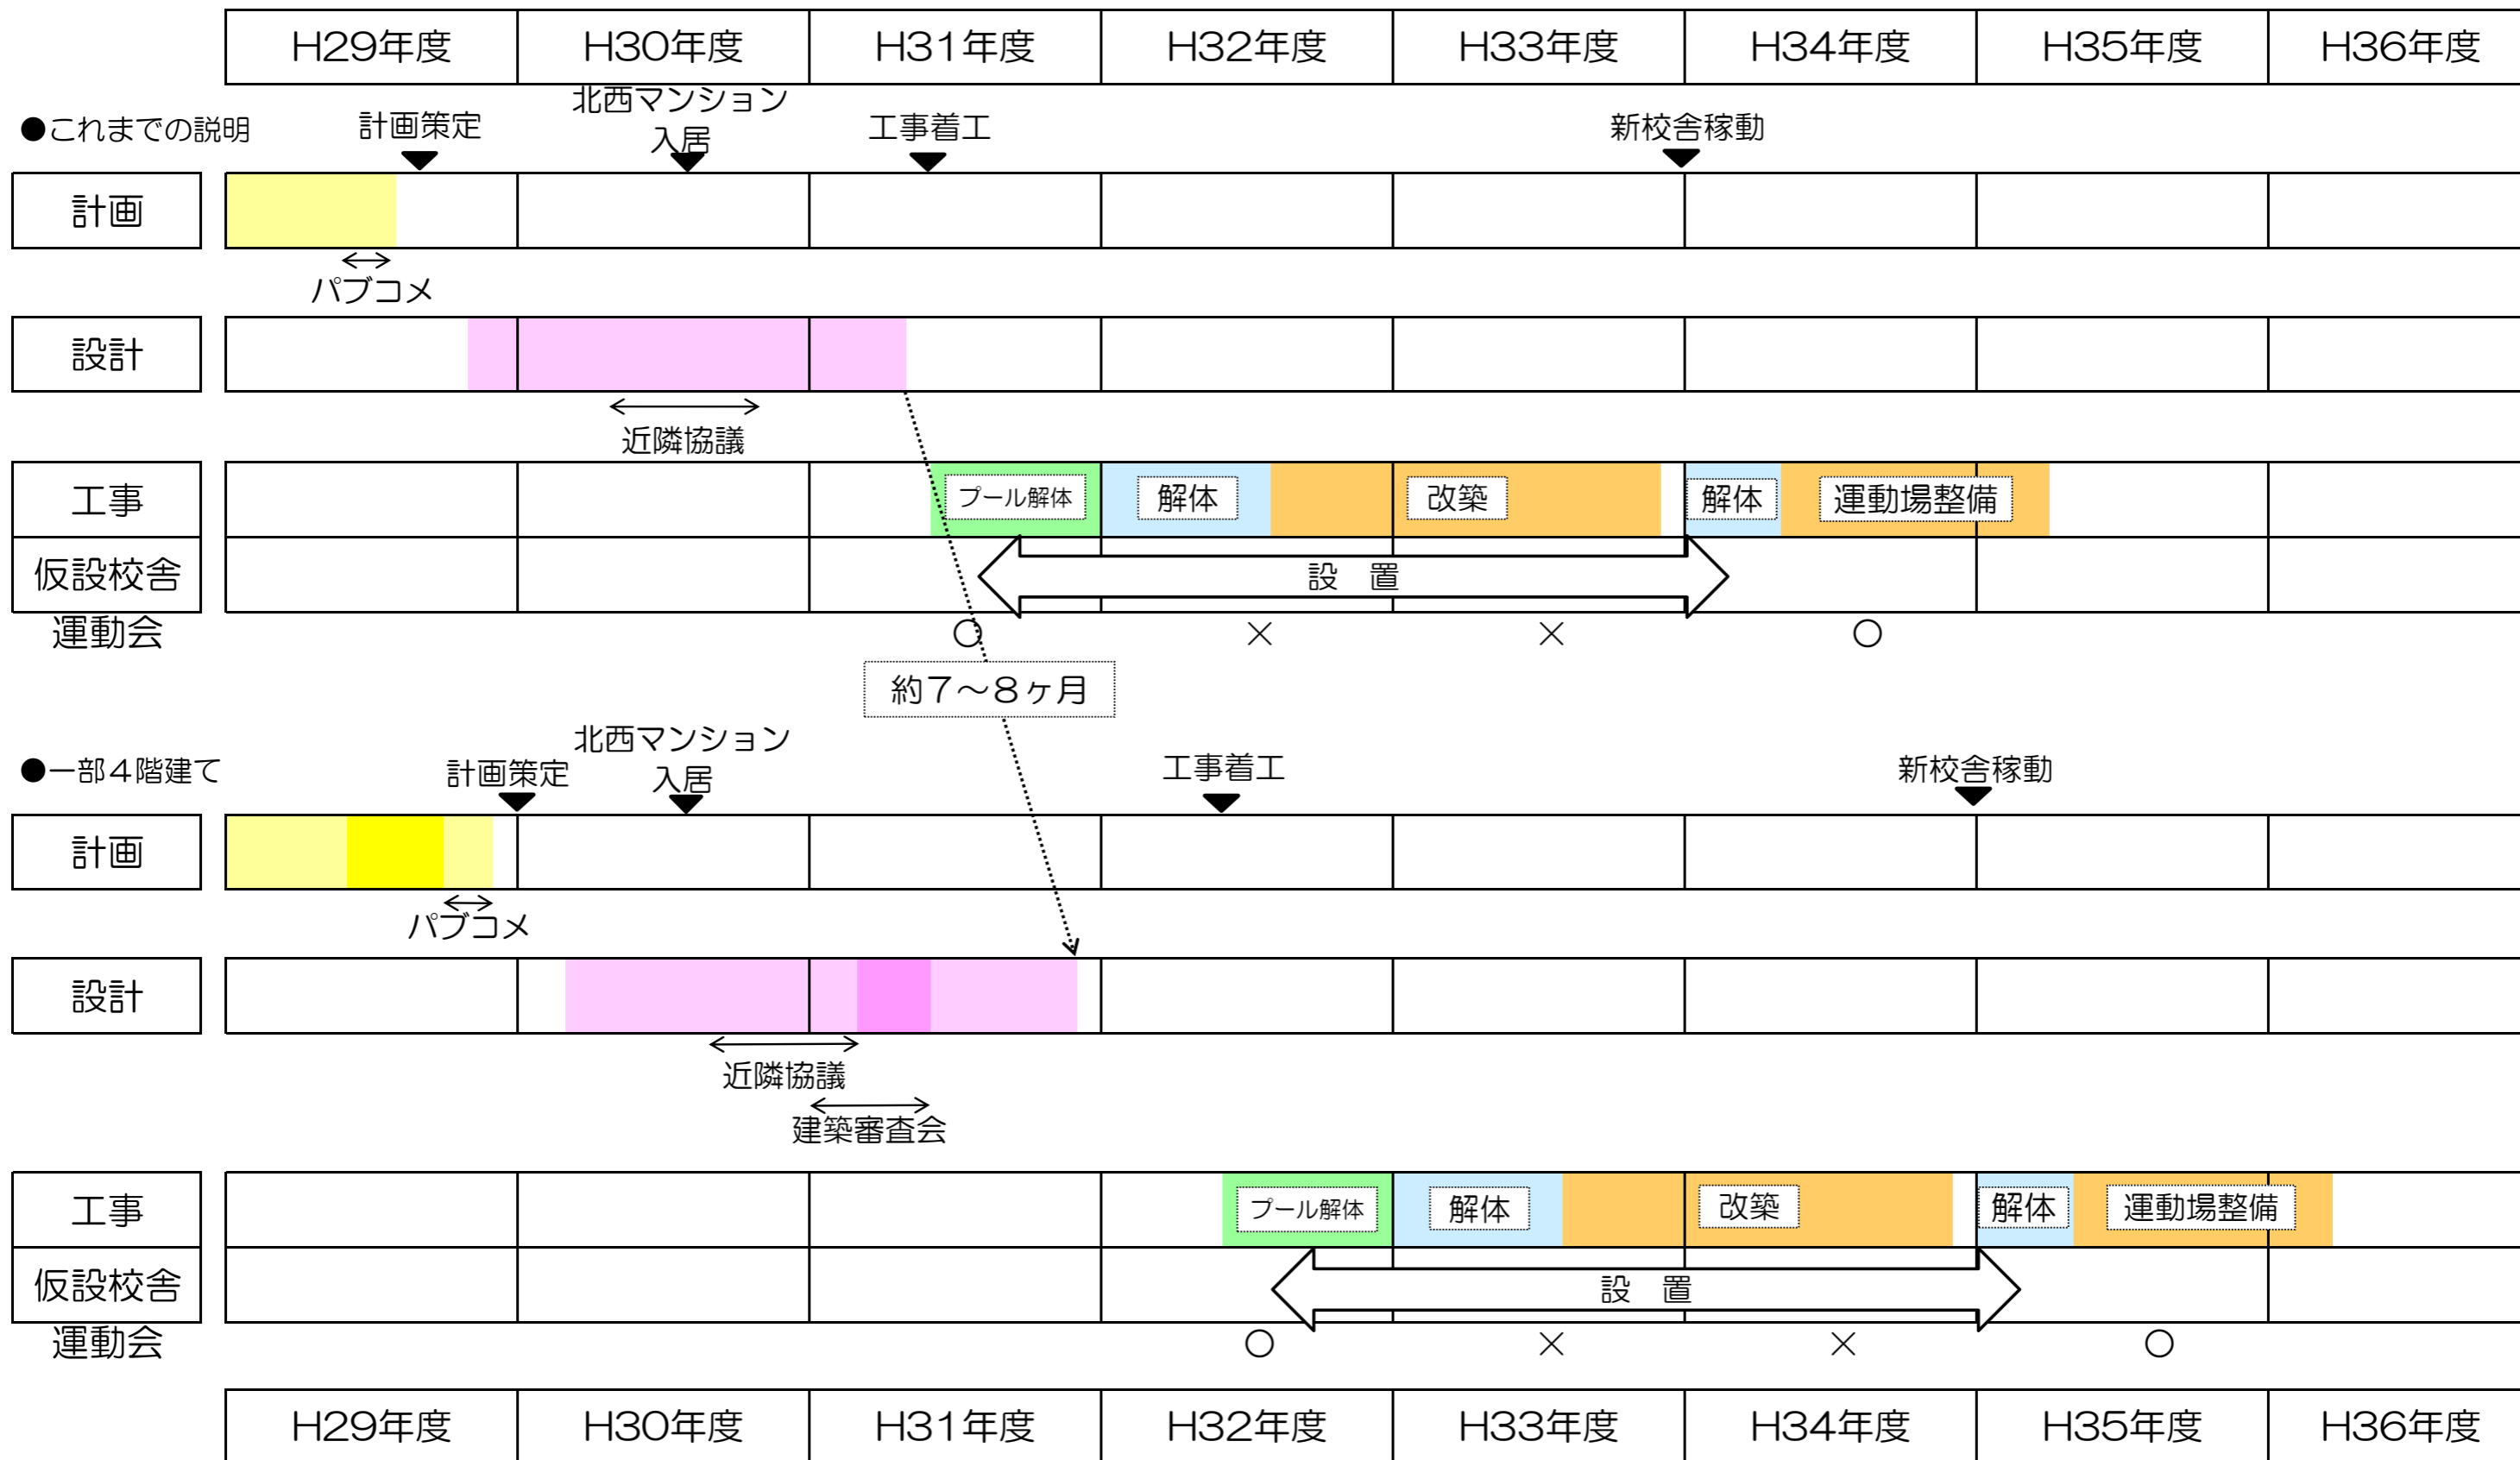 H29年度 H30年度 H31年度 H32年度 H33年度 H34年度 H35年度 H36年度
●これまでの説明
計画策定
北西マンション
入居
工事着工
新校舎稼動
計画
パブコメ
設計
近隣協議
工事
プール解体
解体
改築
解体
運動場整備
仮設校舎
設 置
運動会
○ × × ○
約7～8ヶ月
●一部4階建て
計画策定
北西マンション
入居
工事着工
新校舎稼動
計画
パブコメ
設計
近隣協議
建築審査会
工事
プール解体
解体
改築
解体
運動場整備
仮設校舎
設 置
運動会
○ × × ○
H29年度 H30年度 H31年度 H32年度 H33年度 H34年度 H35年度 H36年度